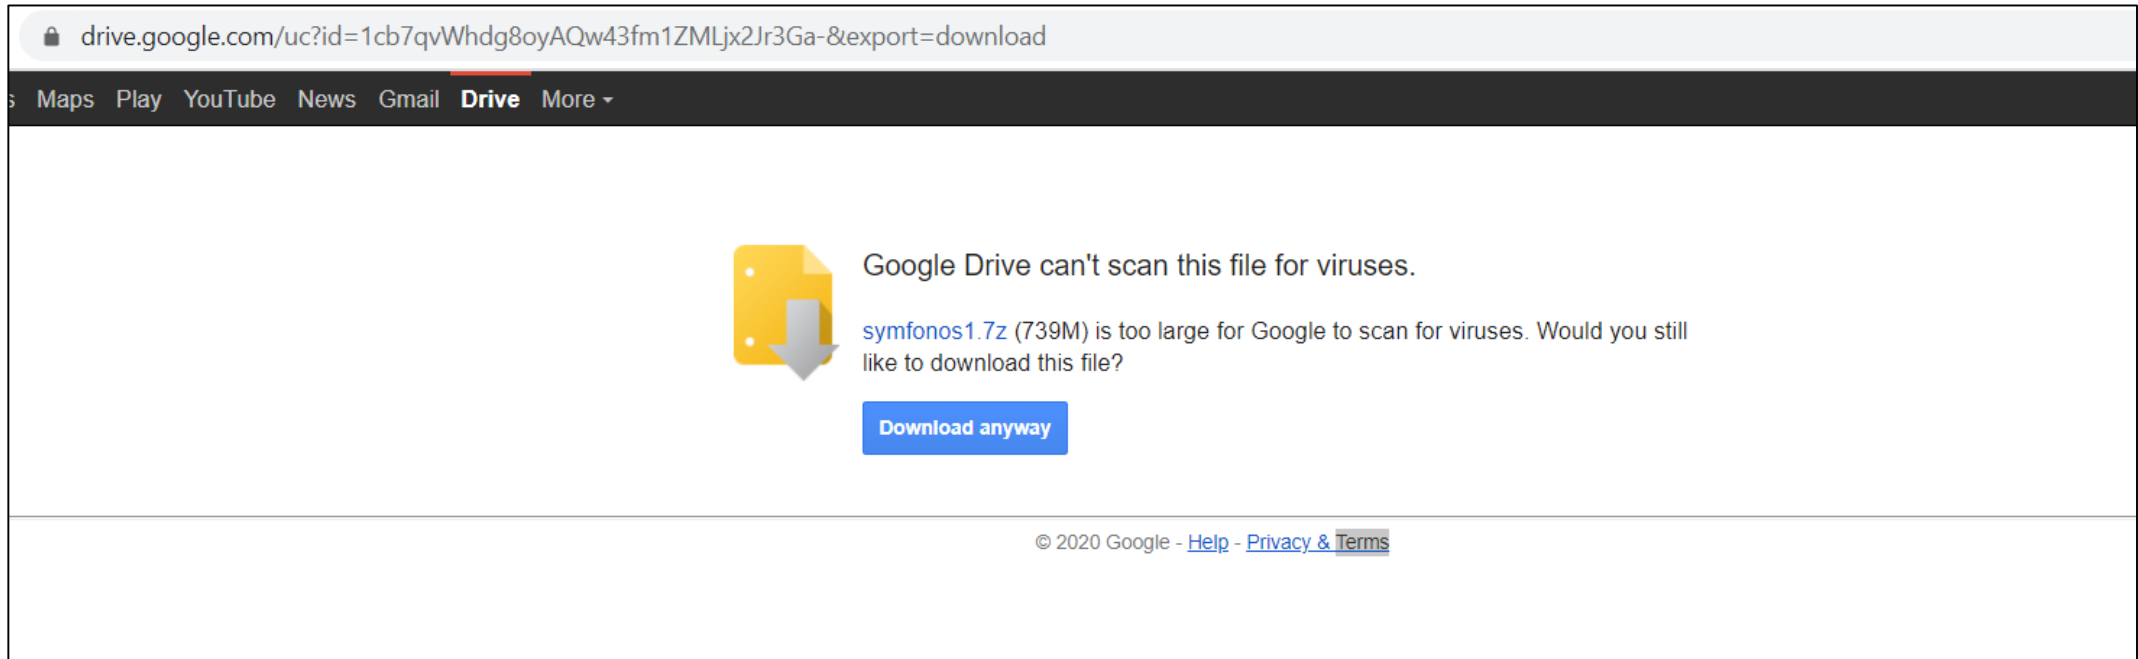 drive.google.com/uc?id=1cb7qvWhdg8oyAQw43fm1ZMLjx2Jr3Ga-&export=download
s Maps Play YouTube News Gmail Drive More
Google Drive can't scan this file for viruses.
symfonos1.7z (739M) is too large for Google to scan for viruses. Would you still
like to download this file?
Download anyway
© 2020 Google - Help - Privacy & Terms